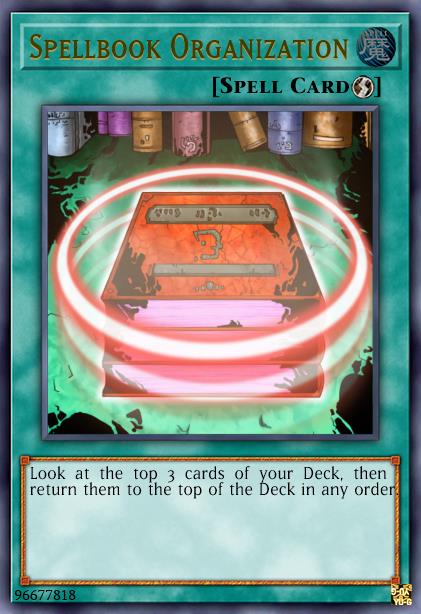 SPELLBOOK ORGANIZATION
魔
[SPELL CARD]
Look at the top 3 cards of your Deck, then
return them to the top of the Deck in any order
96677818